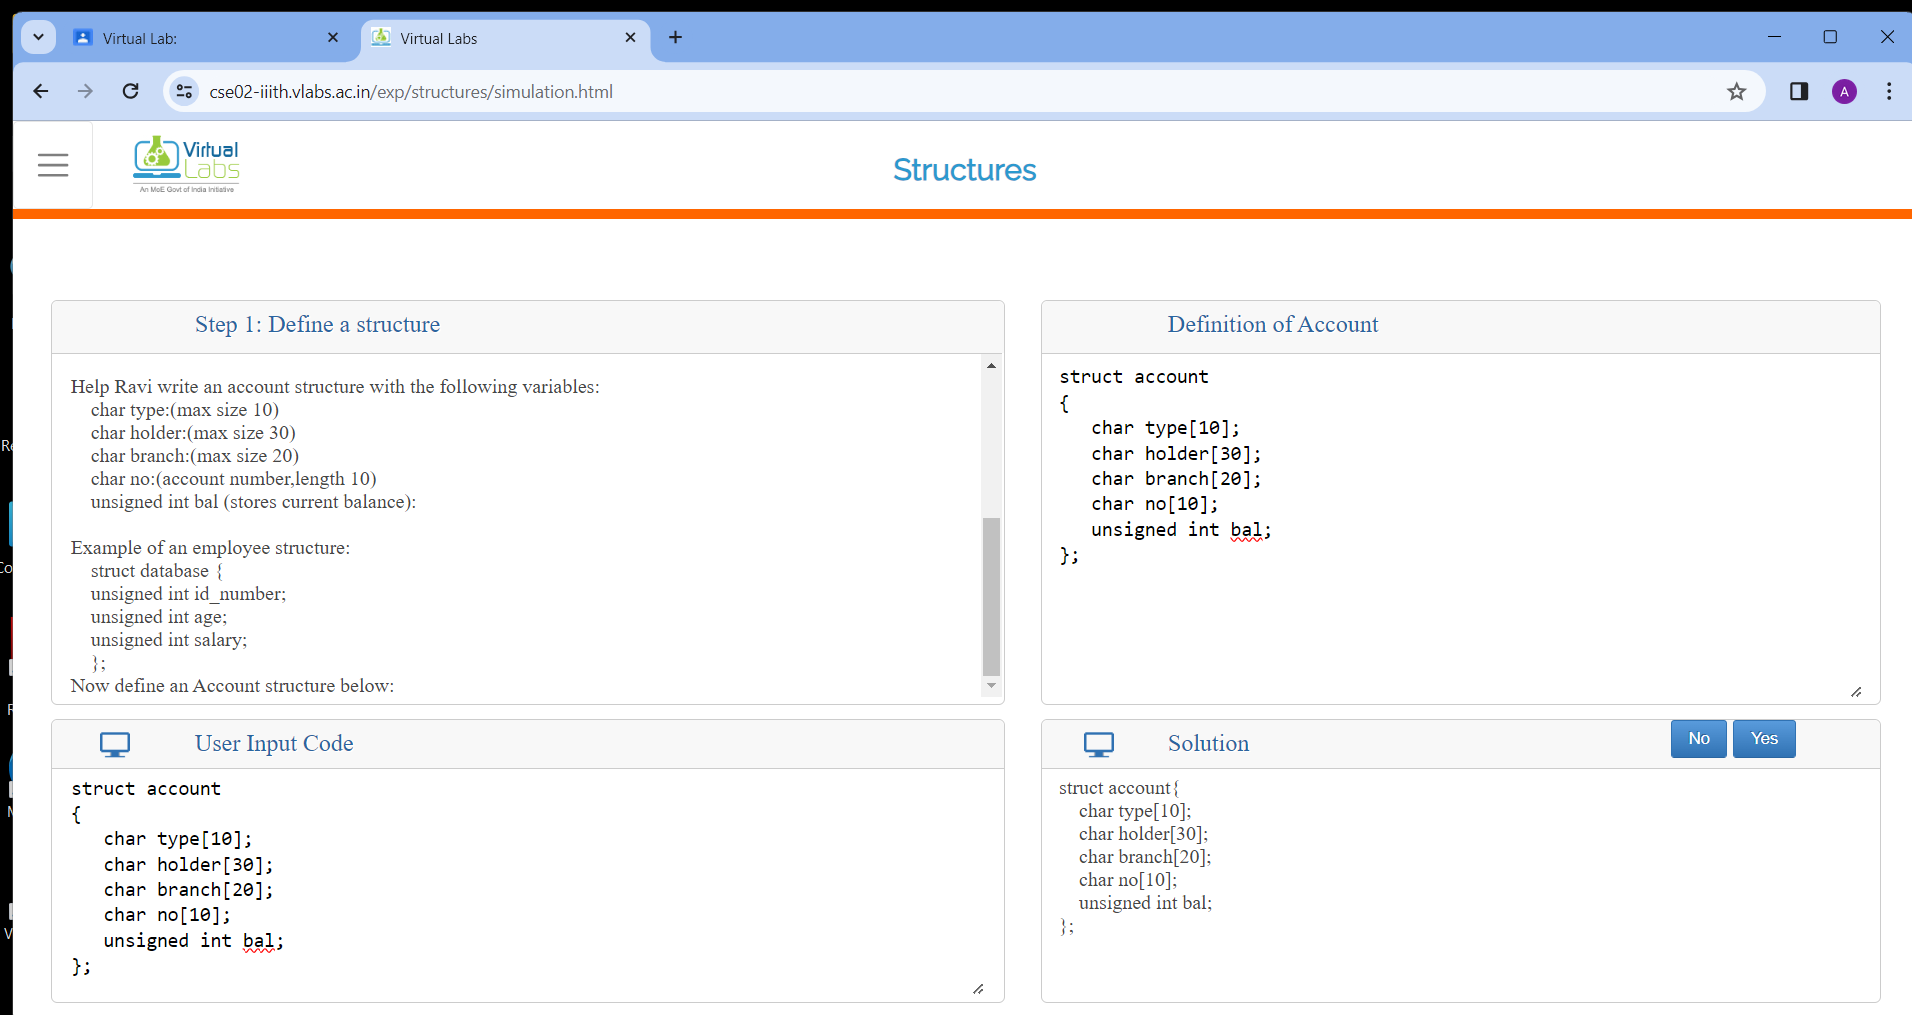 Virtual Lab:
Virtual Labs
cse02-iiith.vlabs.ac.in/exp/structures/simulation.html
A
Virtual
Labs
An MoE Govt of India Initiative
Structures
Step 1: Define a structure
Help Ravi write an account structure with the following variables:
char type:(max size 10)
char holder:(max size 30)
char branch:(max size 20)
char no:(account number,length 10)
unsigned int bal (stores current balance):
Example of an employee structure:
struct database {
unsigned int id_number;
unsigned int age;
unsigned int salary;
};
Now define an Account structure below:
Definition of Account
struct account
{
char type[10];
char holder[30];
char branch[20];
char no[10];
unsigned int bal;
};
User Input Code
struct account
{
char type[10];
char holder[30];
char branch[20];
char no[10];
unsigned int bal;
};
Solution
No
Yes
struct account{
char type[10];
char holder[30];
char branch[20];
char no[10];
unsigned int bal;
};